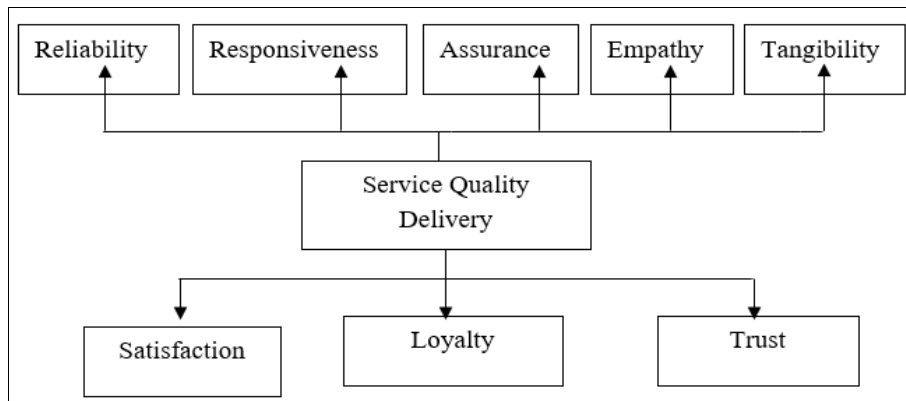 Reliability
Responsiveness
Assurance
Empathy
Tangibility
Service Quality
Delivery
Satisfaction
Loyalty
Trust